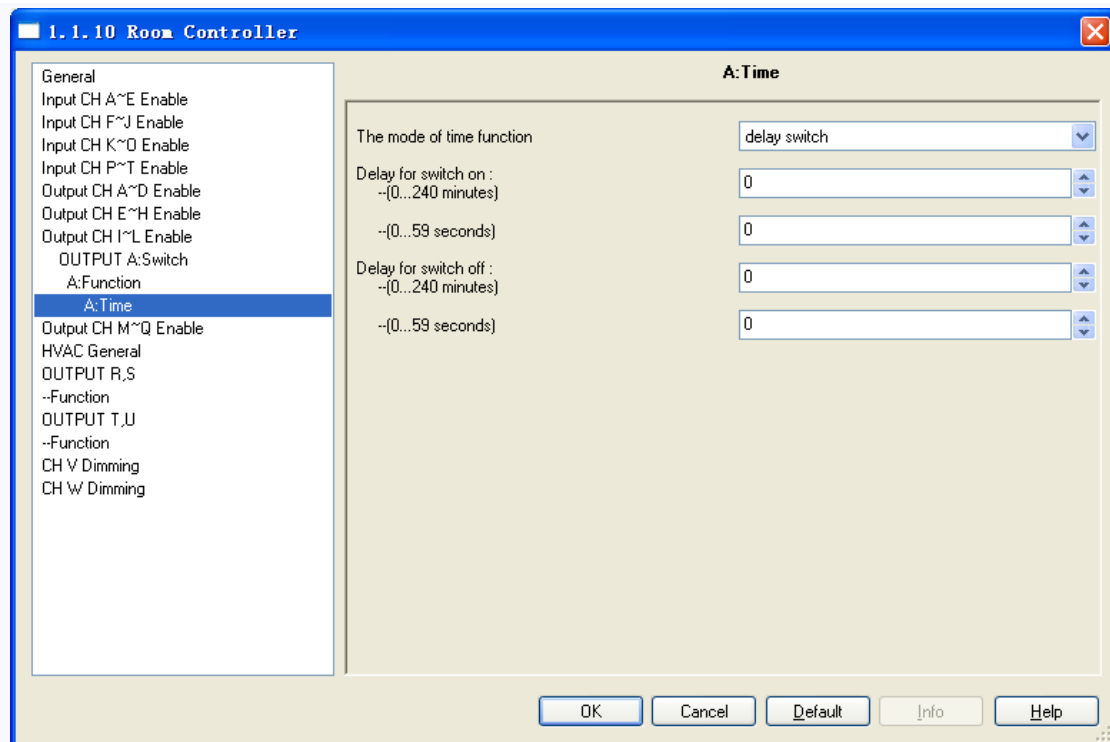 1.1.10 Room Controller
General
Input CH A~E Enable
Input CH F~J Enable
Input CH K~O Enable
Input CH P~T Enable
Output CH A~D Enable
Output CH E~H Enable
Output CH I~L Enable
OUTPUT A:Switch
A:Function
A:Time
Output CH M~Q Enable
HVAC General
OUTPUT R,S
--Function
OUTPUT T,U
--Function
CH V Dimming
CH W Dimming
A:Time
The mode of time function
delay switch
Delay for switch on :
--(0...240 minutes)
0
--(0...59 seconds)
0
Delay for switch off :
--(0...240 minutes)
0
--(0...59 seconds)
0
OK
Cancel
Default
Info
Help